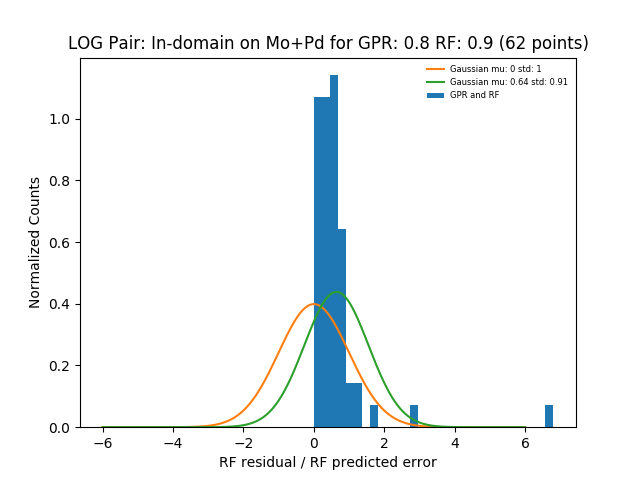 LOG Pair: In-domain on Mo+Pd for GPR: 0.8 RF: 0.9 (62 points)
Gaussian mu: 0 std: 1
Gaussian mu: 0.64 std: 0.91
GPR and RF
Normalized Counts
1.0
0.8
0.6
0.4
0.2
0.0
−6 −4 −2 0 2 4 6
RF residual / RF predicted error